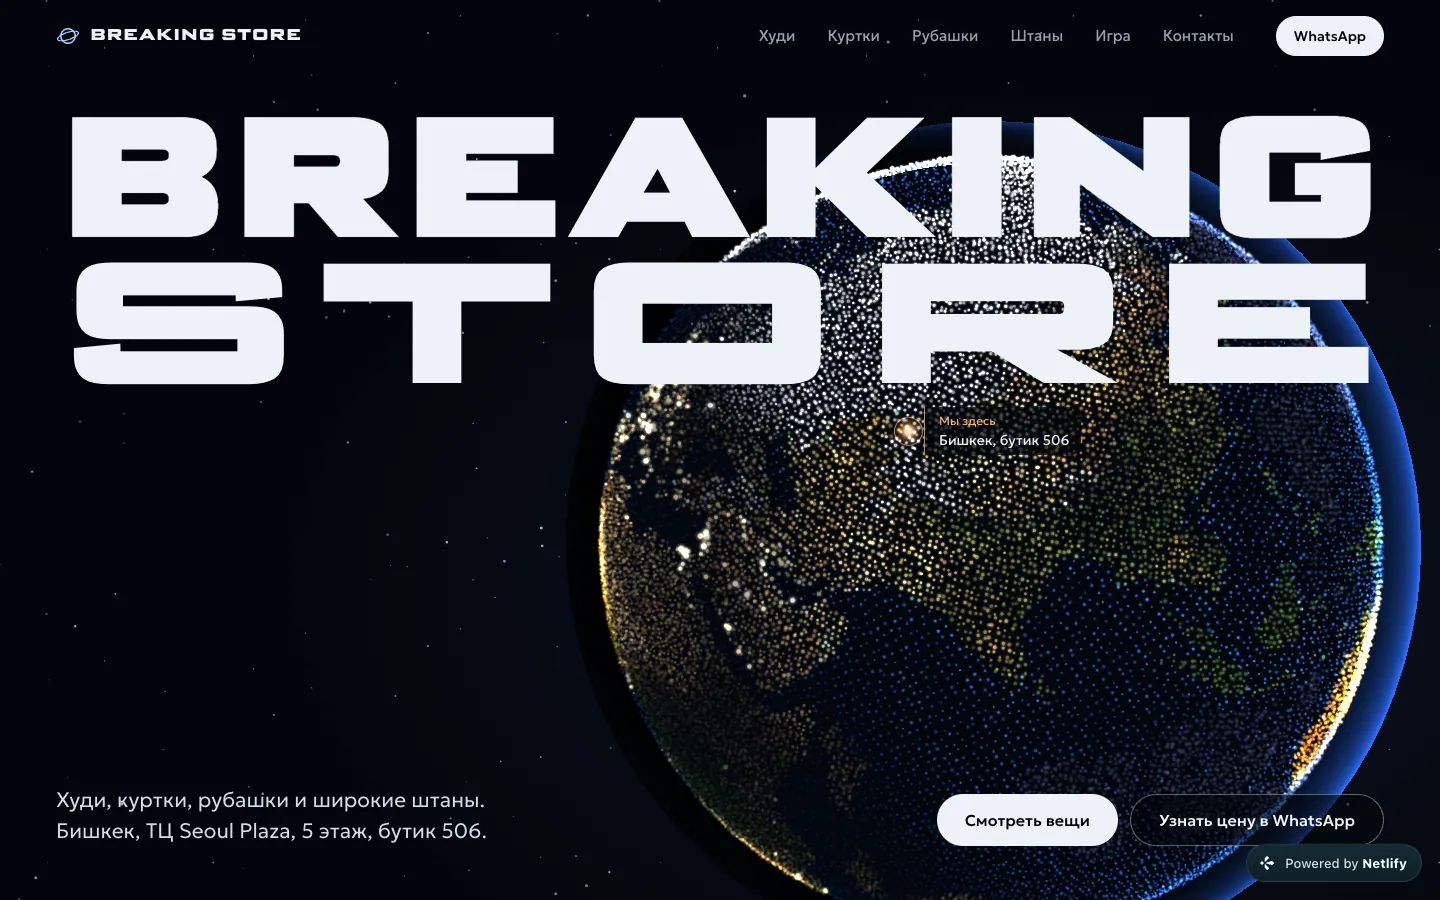 BREAKING STORE
Худи
Куртки
Рубашки
Штаны
Игра
Контакты
WhatsApp
BREAKING
STORE
Мы здесь
Бишкек, бутик 506
Худи, куртки, рубашки и широкие штаны.
Бишкек, ТЦ Seoul Plaza, 5 этаж, бутик 506.
Смотреть вещи
Узнать цену в WhatsApp
Powered by Netlify